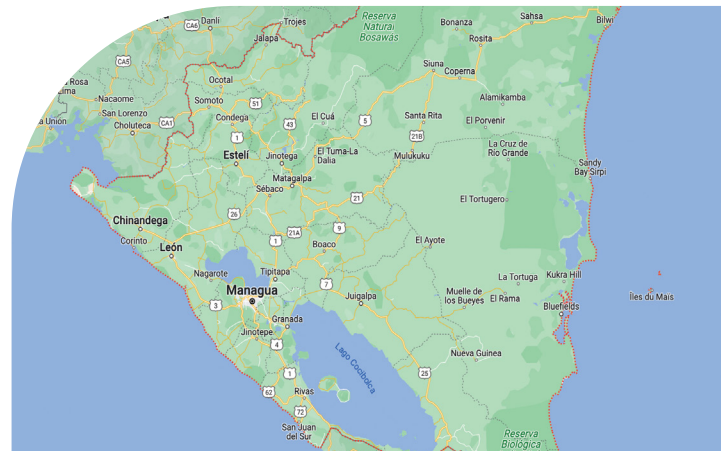 Danlí
Trojes
Reserva
Natural
Bosawás
Bonanza
Sahsa
Bilwi
CA6
Jalapa
Rosita
CA5
Siuna
Coperna
Rosa
Lima
Ocotal
Nacaome
Somoto
51
Alamikamba
San Lorenzo
Condega
El Cuá
5
Santa Rita
El Porvenir
a Unión
Choluteca
CA1
43
1
21B
La Cruz de
Río Grande
Estelí
Jinotega
El Tuma-La
Dalia
Mulukuku
Sandy
Bay Sirpi
Matagalpa
Sébaco
21
El Tortugero
Chinandega
26
9
Corinto
21A
León
1
Boaco
El Ayote
Nagarote
Tipitapa
La Tortuga
Kukra Hill
Managua
7
Juigalpa
Muelle de
los Bueyes
El Rama
Îles du Maïs
3
Bluefields
Granada
Jinotepe
4
Lago Cocibolca
Nueva Guinea
1
25
62
Rivas
72
San Juan
del Sur
Reserva
Biológica